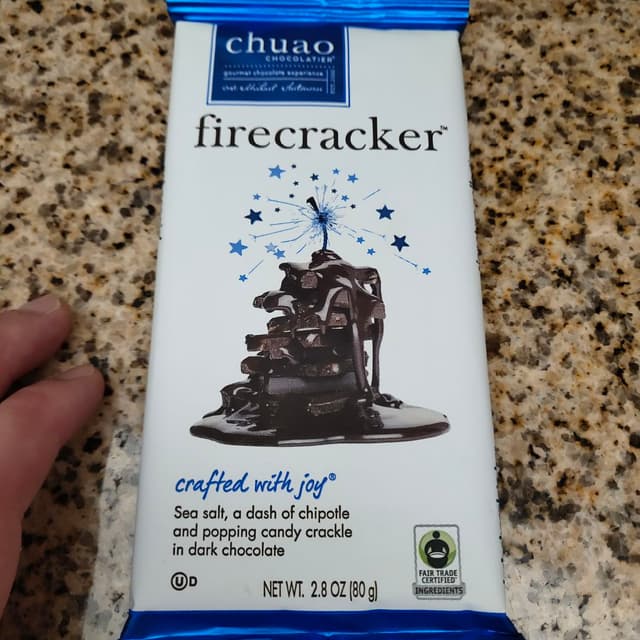 chuao
CHOCOLATIER
gourmet chocolate experience
firecracker™
crafted with joy®
Sea salt, a dash of chipotle
and popping candy crackle
in dark chocolate
U D
NET WT. 2.8 OZ (80 g)
FAIR TRADE
CERTIFIED
INGREDIENTS